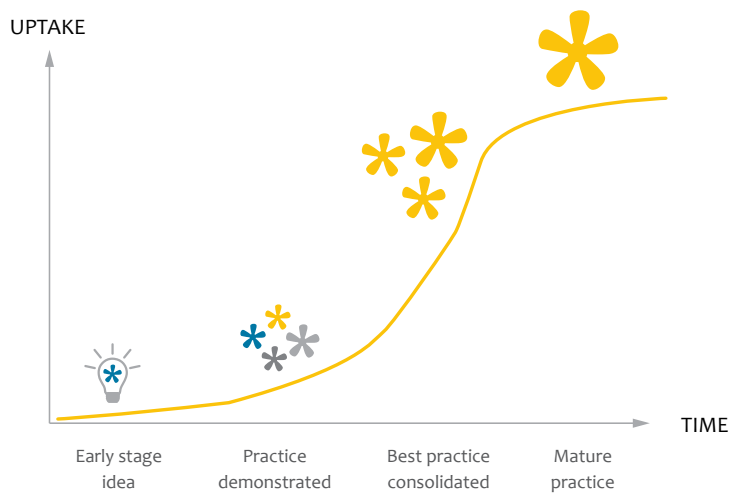 UPTAKE
TIME
Early stage
idea
Practice
demonstrated
Best practice
consolidated
Mature
practice